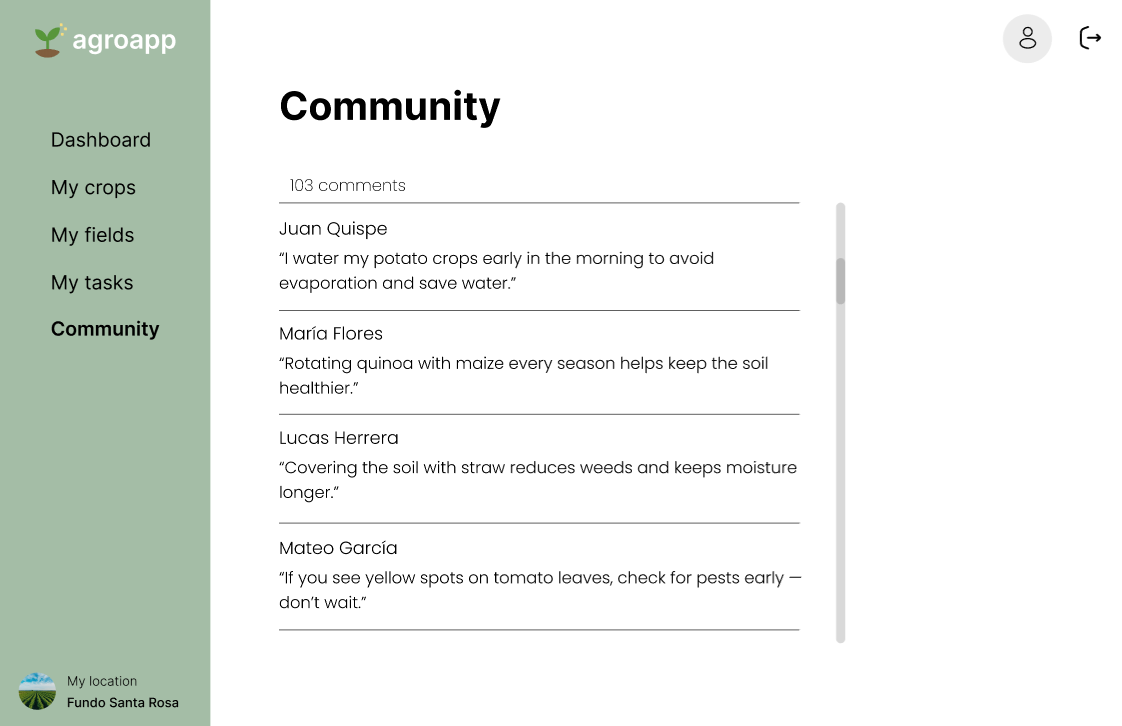 agroapp
Dashboard
My crops
My fields
My tasks
Community
My location
Fundo Santa Rosa
Community
103 comments
Juan Quispe
“I water my potato crops early in the morning to avoid
evaporation and save water.”
María Flores
“Rotating quinoa with maize every season helps keep the soil
healthier.”
Lucas Herrera
“Covering the soil with straw reduces weeds and keeps moisture
longer.”
Mateo García
“If you see yellow spots on tomato leaves, check for pests early —
don’t wait.”